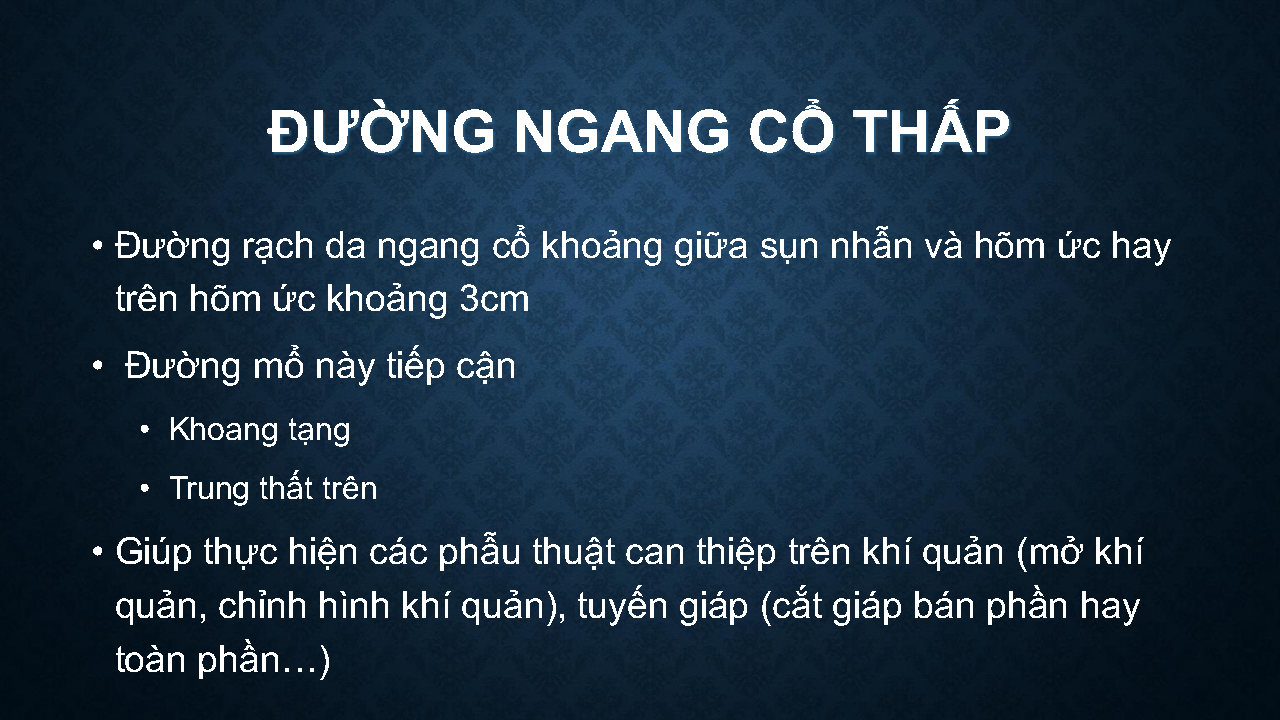 ĐƯỜNG NGANG CỔ THẤP
• Đường rạch da ngang cổ khoảng giữa sụn nhẫn và hõm ức hay
trên hõm ức khoảng 3cm
• Đường mổ này tiếp cận
• Khoang tạng
• Trung thất trên
• Giúp thực hiện các phẫu thuật can thiệp trên khí quản (mở khí
quản, chỉnh hình khí quản), tuyến giáp (cắt giáp bán phần hay
toàn phần…)